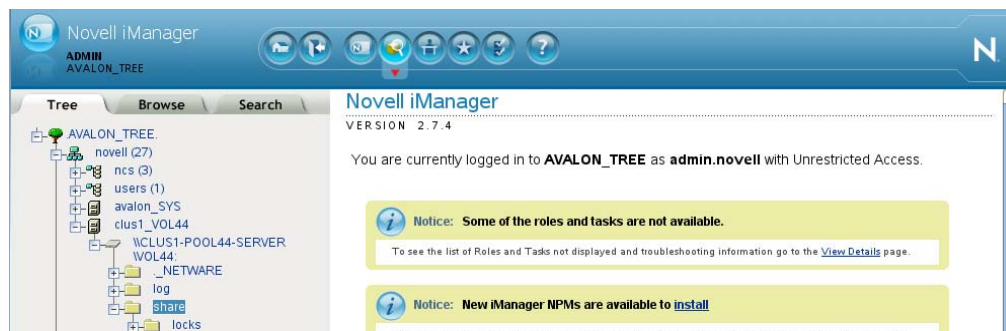 Novell iManager
ADMIN
AVALON_TREE
N
Tree Browse Search
AVALON_TREE.
novell (27)
ncs (3)
users (1)
avalon_SYS
clus1_VOL44
\\CLUS1-POOL44-SERVER
\VOL44:
._NETWARE
log
share
locks
Novell iManager
VERSION 2.7.4
You are currently logged in to AVALON_TREE as admin.novell with Unrestricted Access.
Notice: Some of the roles and tasks are not available.
To see the list of Roles and Tasks not displayed and troubleshooting information go to the View Details page.
Notice: New iManager NPMs are available to install